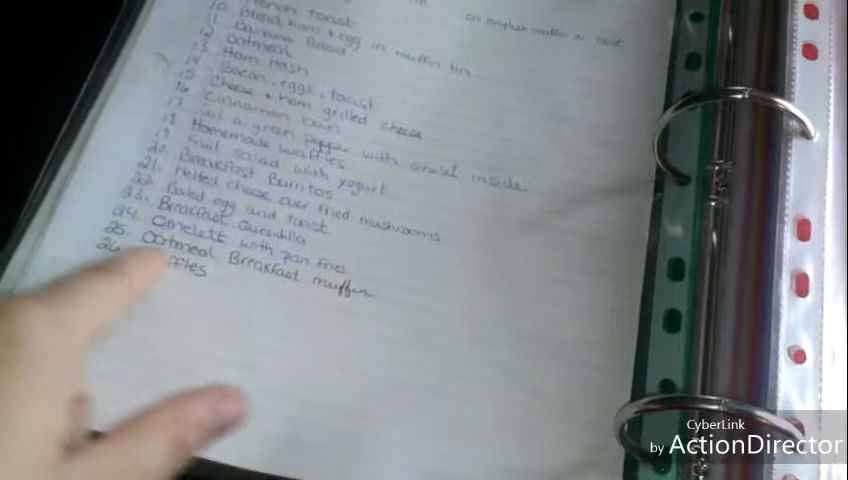 on english muffin or toast
French toast
10 Bread, ham + egg in muffin tin
11. Banana Bread
12 Oatmeal
13 Ham Hash
14 Bacon, eggs, toast
15 Cheese + ham grilled cheese
16 Cinnamon bun
17 a green pepper with omelet inside
18 Homemade waffles
19 Fruit salad with yogurt
20. Breakfast Burritos
21. Melted cheese over fried mushrooms
22. Boiled egg and toast
23. Breakfast Quesidilla
24. Omelett with pan fries
25. Oatmeal Breakfast muffin
26.
CyberLink
by ActionDirector